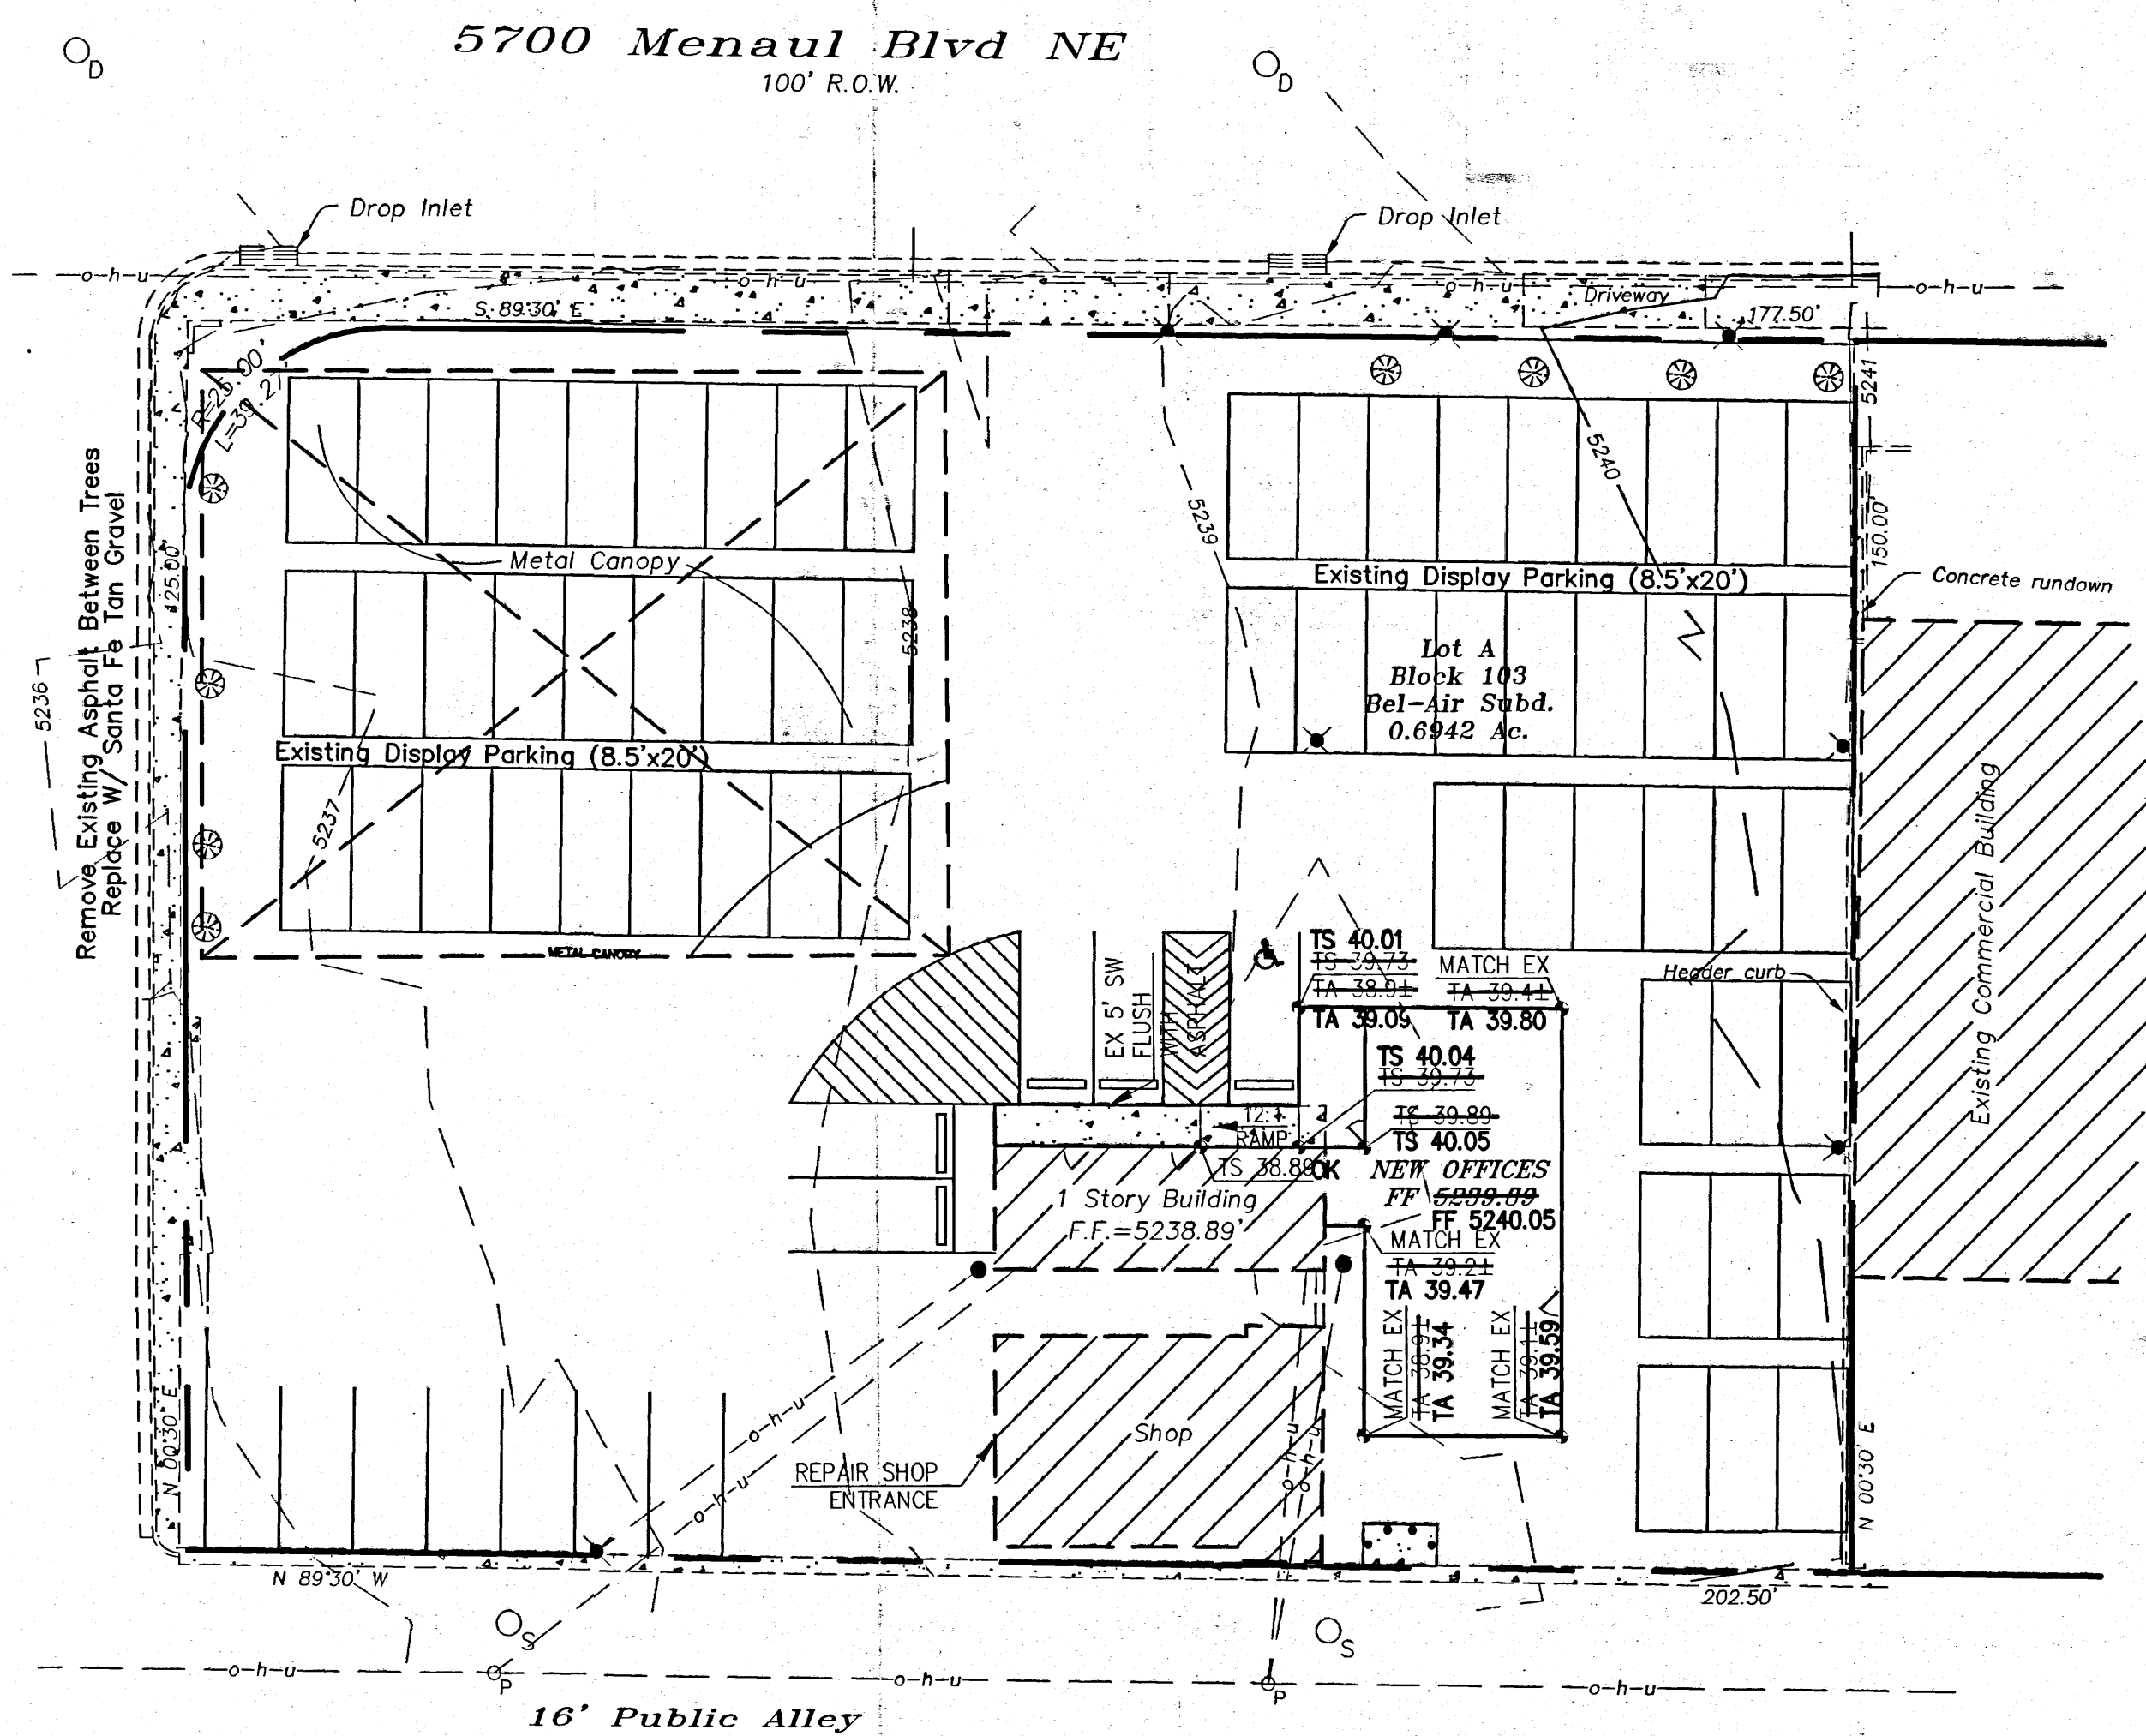 5700 Menaul Blvd NE
100' R.O.W.
D
D
Drop Inlet
Drop Inlet
o-h-u
o-h-u
o-h-u
o-h-u
S 89°30' E
Driveway
177.50'
R=25.00'
L=39.27'
5241
5240
5239
5238
5237
5236
150.00'
125.00'
Metal Canopy
Existing Display Parking (8.5'x20')
Existing Display Parking (8.5'x20')
Concrete rundown
Lot A
Block 103
Bel-Air Subd.
0.6942 Ac.
Remove Existing Asphalt Between Trees
Replace W/ Santa Fe Tan Gravel
Existing Commercial Building
METAL CANOPY
Header curb
EX 5' SW
FLUSH
WITH
ASPHALT
TS 40.01
TS 39.73
TA 38.9±
TA 39.09
MATCH EX
TA 39.4±
TA 39.80
TS 40.04
TS 39.73
TS 39.89
TS 40.05
12:1
RAMP
TS 38.89
OK
NEW OFFICES
FF 5239.89
FF 5240.05
1 Story Building
F.F.=5238.89'
MATCH EX
TA 39.2±
TA 39.47
MATCH EX
TA 38.9±
TA 39.34
MATCH EX
TA 39.1±
TA 39.59
Shop
REPAIR SHOP
ENTRANCE
o-h-u
o-h-u
o-h-u
o-h-u
N 00°30' E
N 00°30' E
N 89°30' W
202.50'
S
S
o-h-u
P
o-h-u
P
o-h-u
16' Public Alley